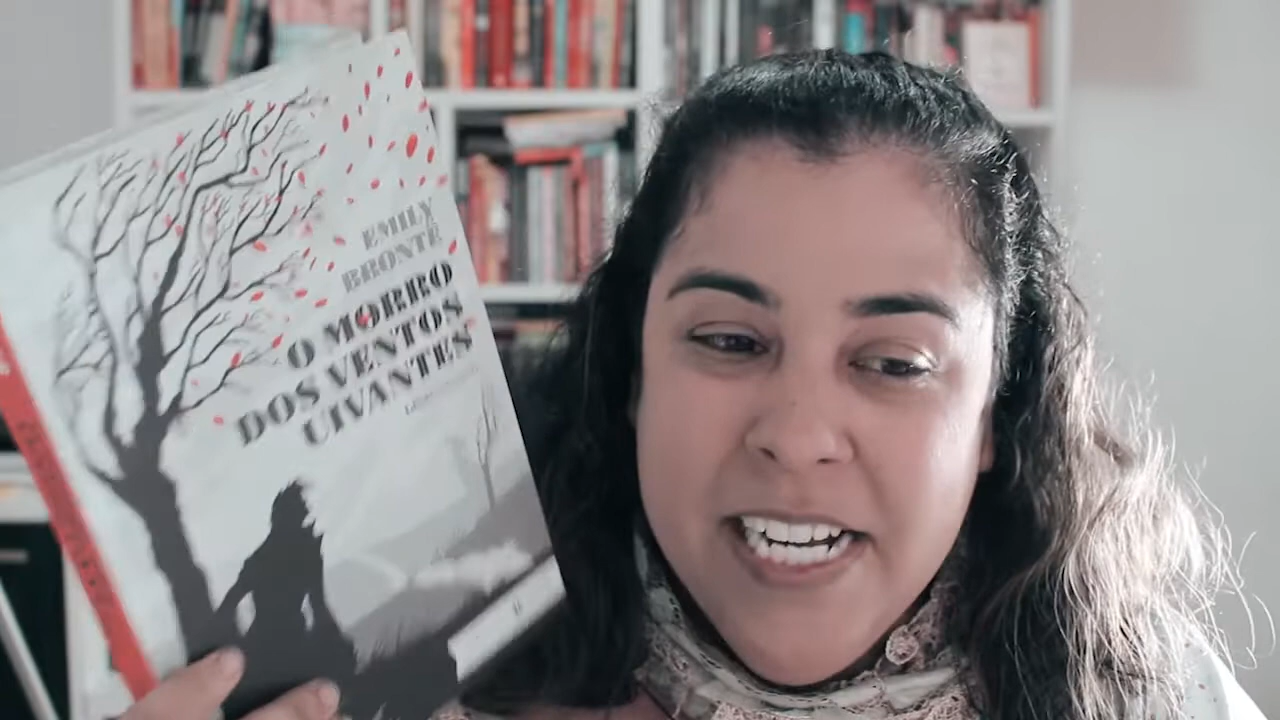 EMILY
BRONTË
O MORRO
DOS VENTOS
UIVANTES